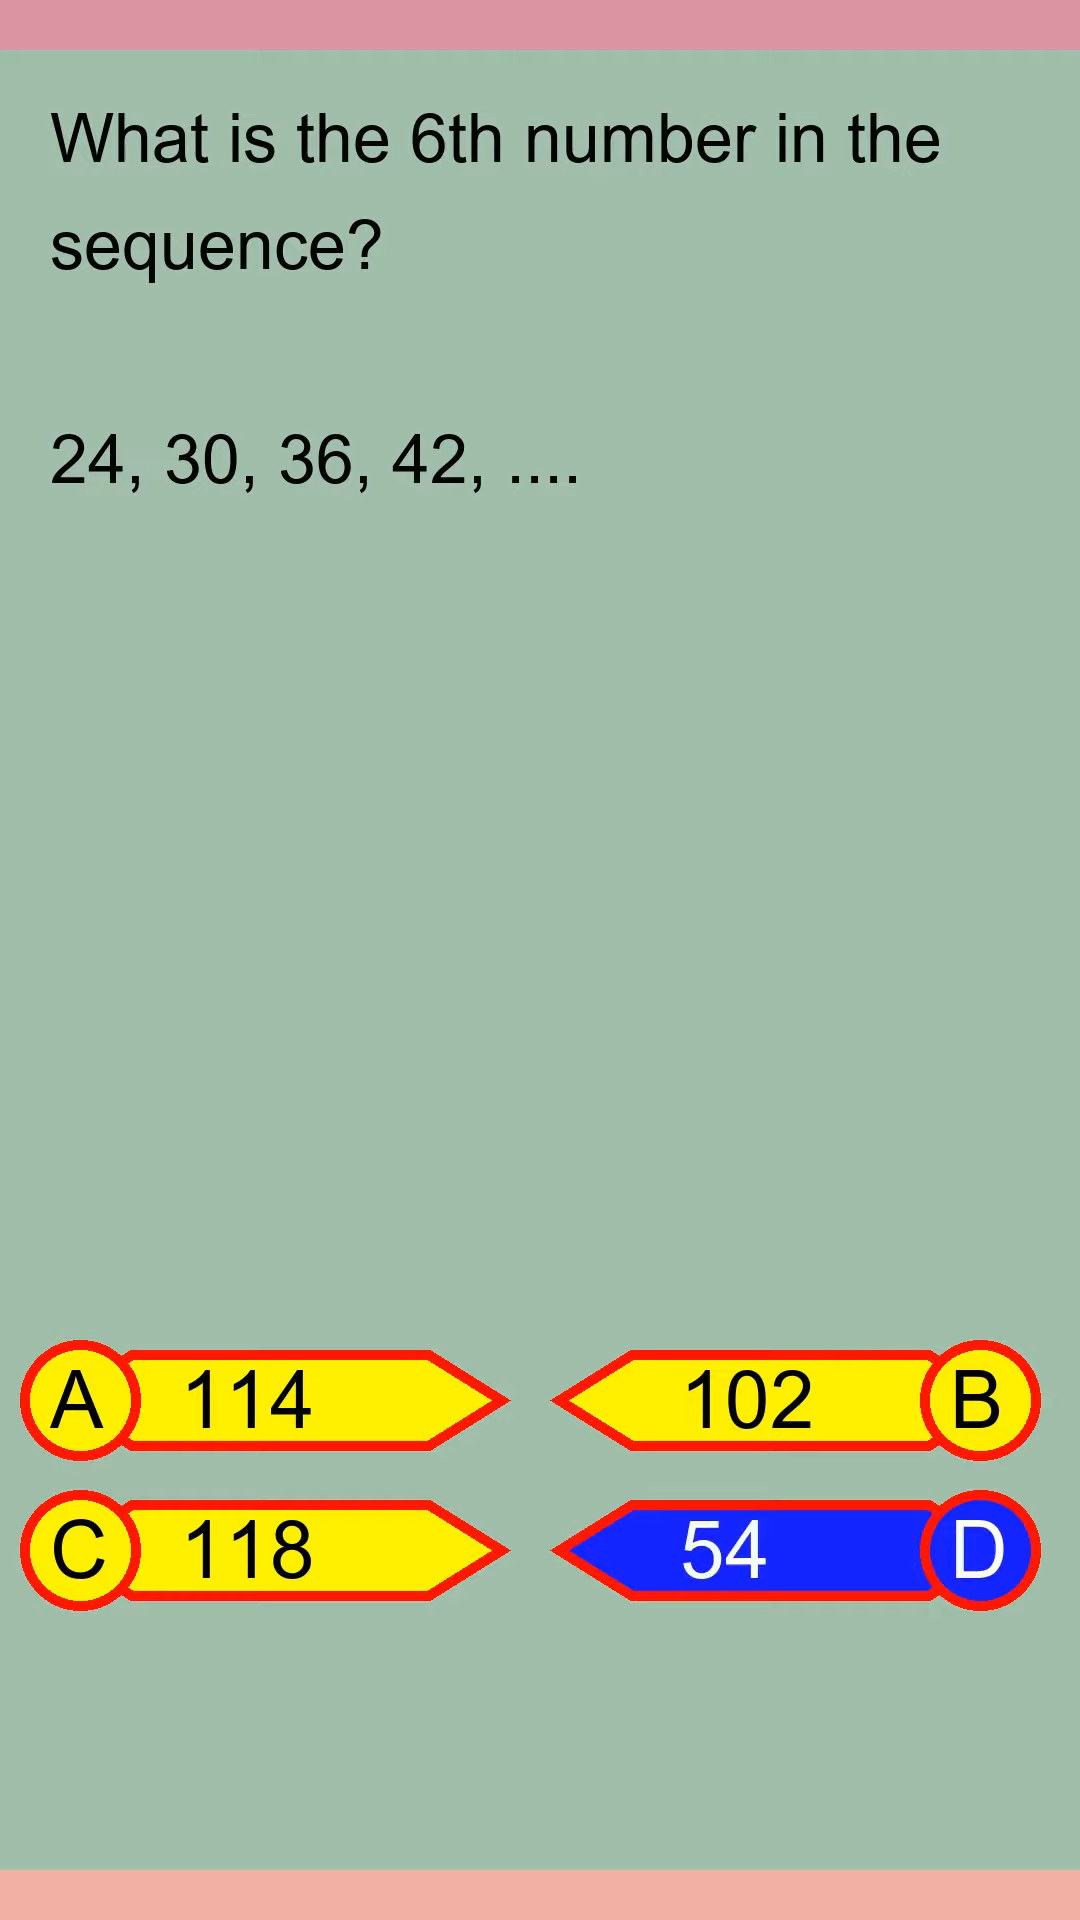 What is the 6th number in the
sequence?
24, 30, 36, 42, ....
A 114
102 B
C 118
54 D